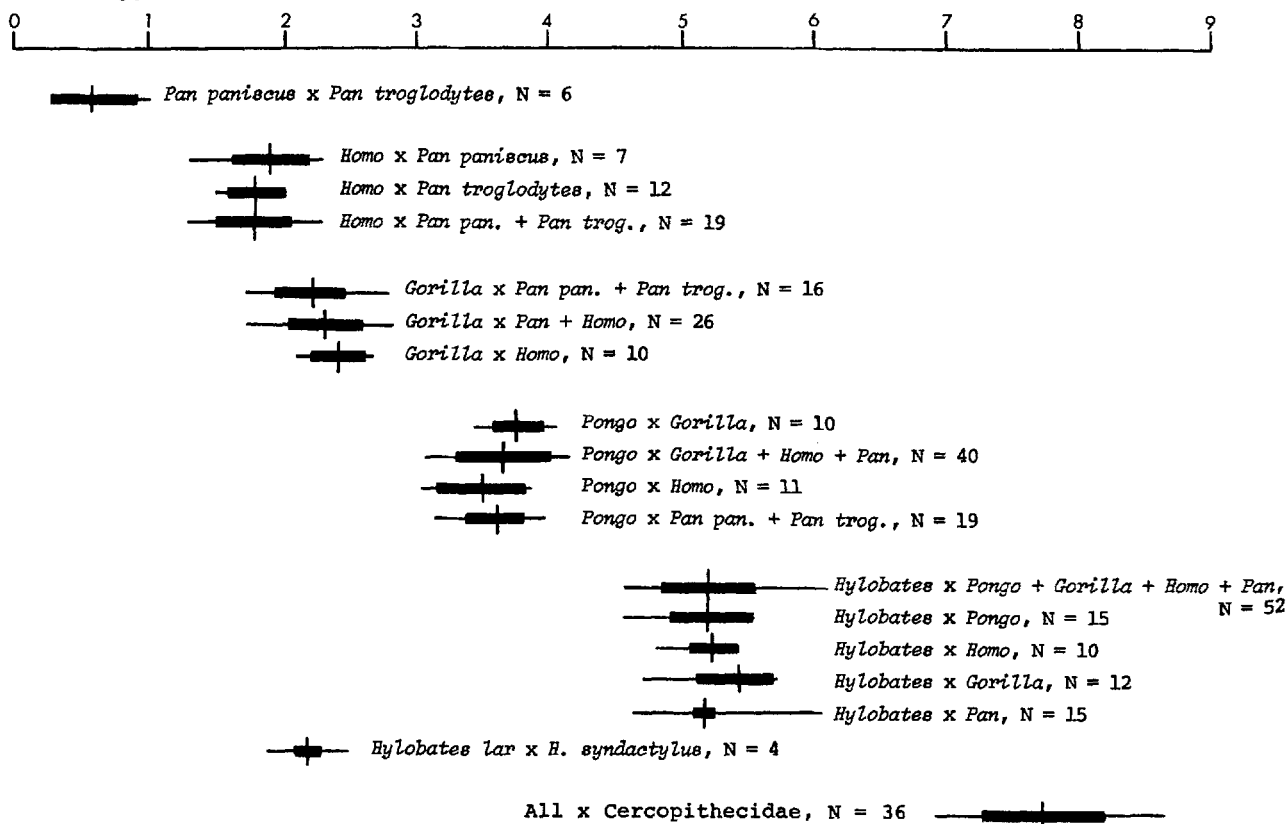 0 1 2 3 4 5 6 7 8 9
Pan paniscus x Pan troglodytes, N = 6
Homo x Pan paniscus, N = 7
Homo x Pan troglodytes, N = 12
Homo x Pan pan. + Pan trog., N = 19
Gorilla x Pan pan. + Pan trog., N = 16
Gorilla x Pan + Homo, N = 26
Gorilla x Homo, N = 10
Pongo x Gorilla, N = 10
Pongo x Gorilla + Homo + Pan, N = 40
Pongo x Homo, N = 11
Pongo x Pan pan. + Pan trog., N = 19
Hylobates x Pongo + Gorilla + Homo + Pan,
N = 52
Hylobates x Pongo, N = 15
Hylobates x Homo, N = 10
Hylobates x Gorilla, N = 12
Hylobates x Pan, N = 15
Hylobates lar x H. syndactylus, N = 4
All x Cercopithecidae, N = 36